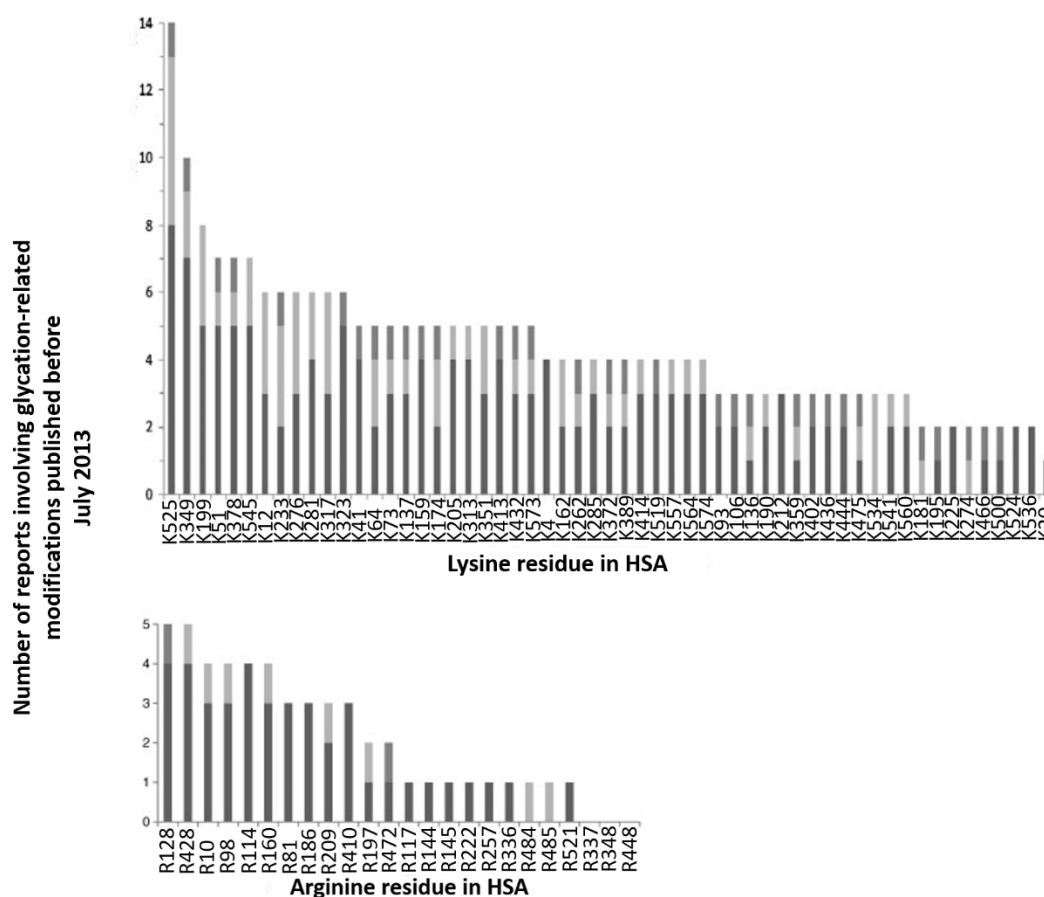 Number of reports involving glycation-related
modifications published before
July 2013
14
12
10
8
6
4
2
0
K525
K349
K199
K51
K378
K545
K12
K233
K276
K281
K317
K323
K41
K64
K73
K137
K159
K174
K205
K313
K351
K413
K432
K573
K4
K162
K262
K285
K372
K389
K414
K519
K557
K564
K574
K93
K106
K136
K190
K212
K359
K402
K436
K444
K475
K534
K541
K560
K181
K195
K225
K274
K466
K500
K524
K536
Lysine residue in HSA
5
4
3
2
1
0
R128
R428
R10
R98
R114
R160
R81
R186
R209
R410
R197
R472
R117
R144
R145
R222
R257
R336
R484
R485
R521
R337
R348
R448
Arginine residue in HSA